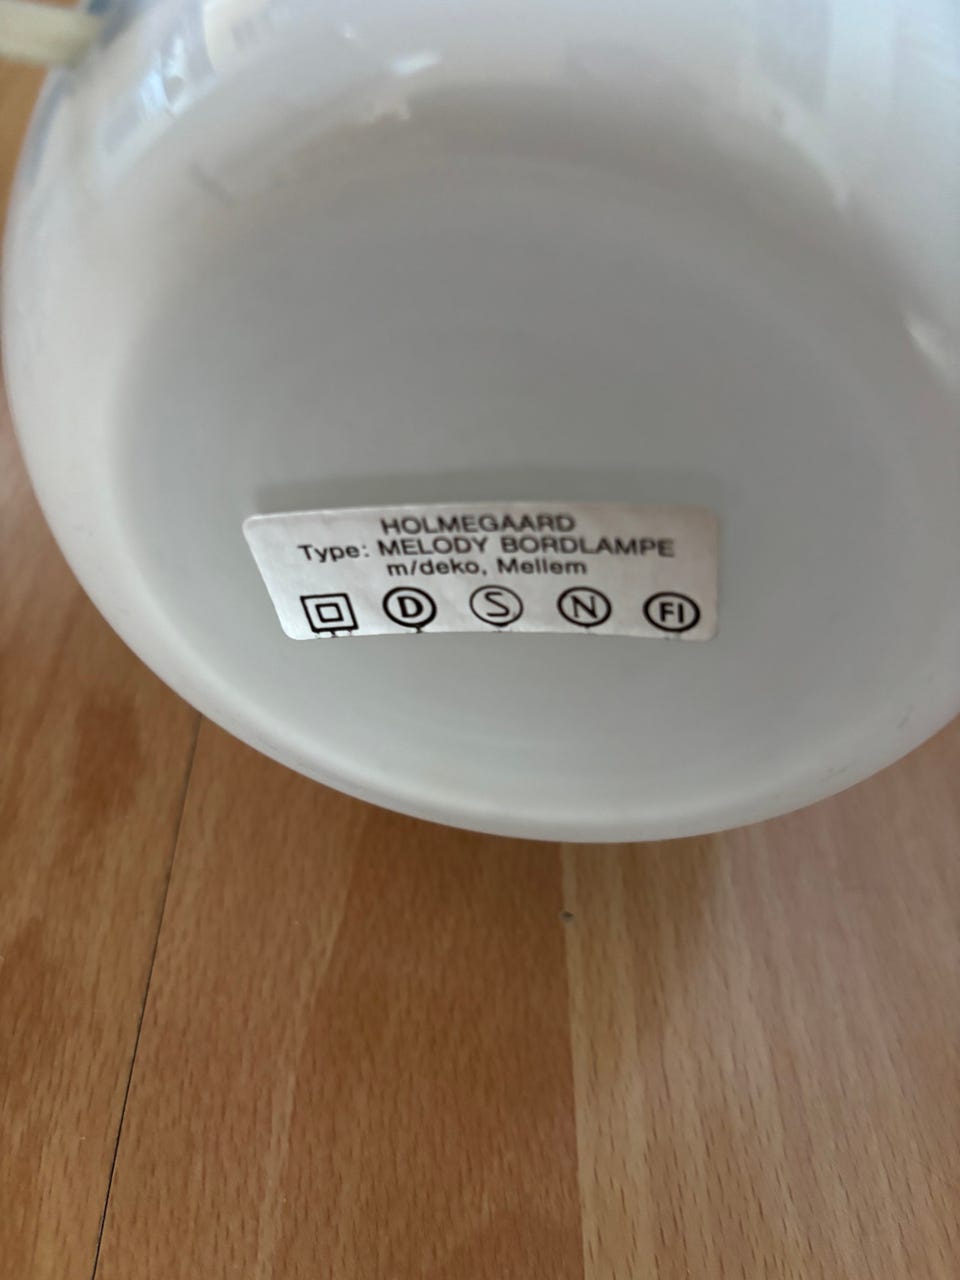 HOLMEGAARD
Type: MELODY BORDLAMPE
m/deko, Mellem
D S N FI